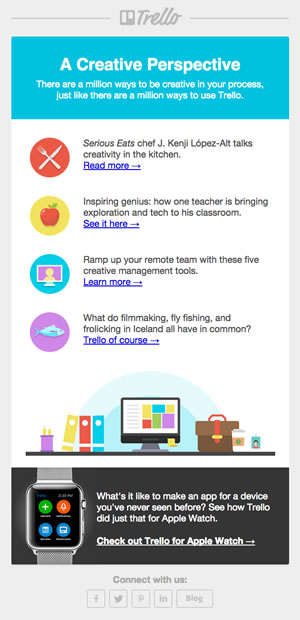 Trello
A Creative Perspective
There are a million ways to be creative in your process,
just like there are a million ways to use Trello.
Serious Eats chef J. Kenji López-Alt talks
creativity in the kitchen.
Read more →
Inspiring genius: how one teacher is bringing
exploration and tech to his classroom.
See it here →
Ramp up your remote team with these five
creative management tools.
Learn more →
What do filmmaking, fly fishing, and
frolicking in Iceland all have in common?
Trello of course →
What's it like to make an app for a device
you've never seen before? See how Trello
did just that for Apple Watch.
Check out Trello for Apple Watch →
Connect with us:
Blog